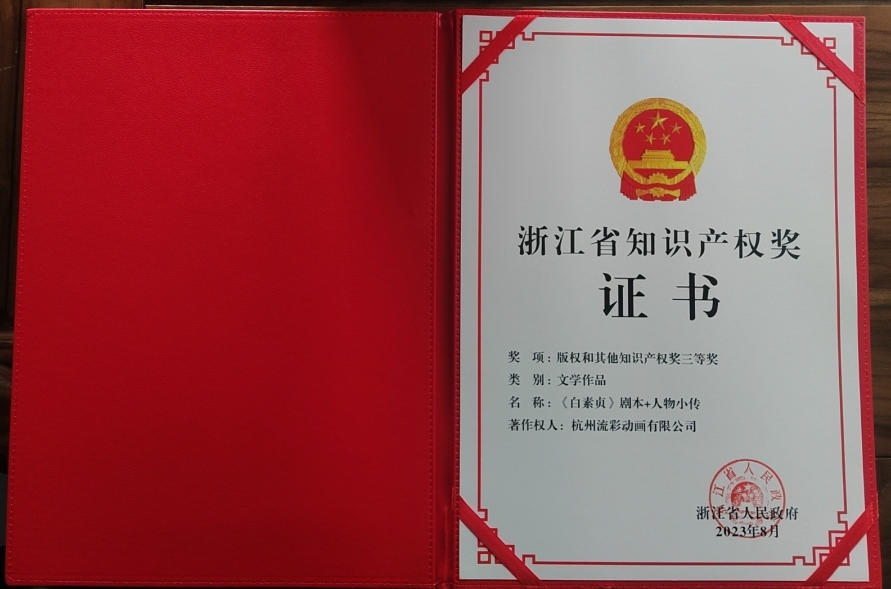 浙江省知识产权奖
证书
奖 项：版权和其他知识产权奖三等奖
类 别：文学作品
名 称：《白素贞》剧本+人物小传
著作权人：杭州流彩动画有限公司
浙江省人民政府
2023年8月